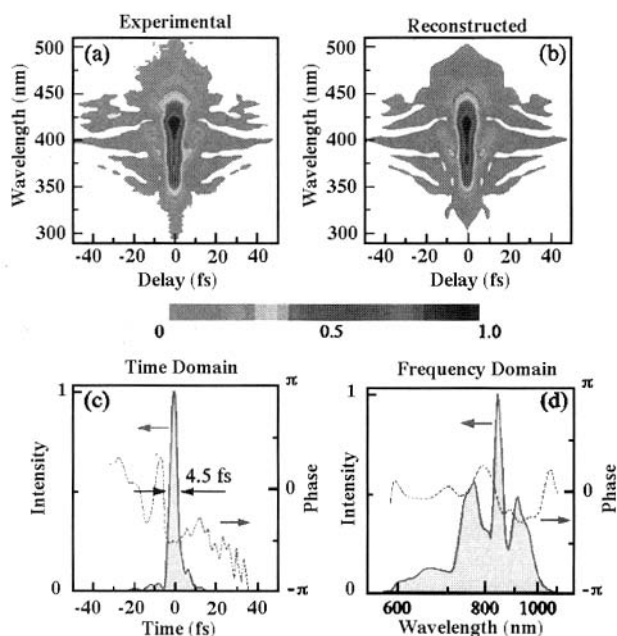 Experimental
(a)
Wavelength (nm)
500
450
400
350
300
-40 -20 0 20 40
Delay (fs)
Reconstructed
(b)
Wavelength (nm)
500
450
400
350
300
-40 -20 0 20 40
Delay (fs)
0 0.5 1.0
Time Domain
(c)
Intensity
1
0
4.5 fs
π
0
-π
Phase
-40 -20 0 20 40
Time (fs)
Frequency Domain
(d)
Intensity
1
0
π
0
-π
Phase
600 800 1000
Wavelength (nm)